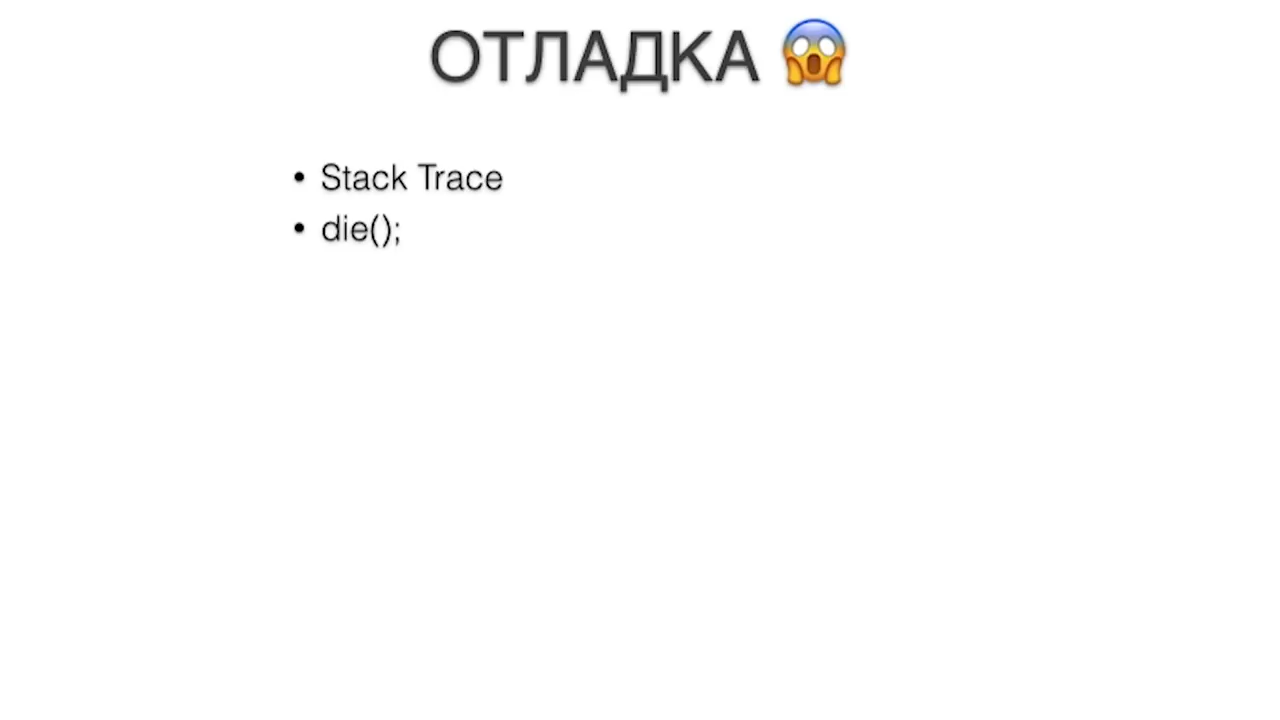 ОТЛАДКА 😱
• Stack Trace
• die();